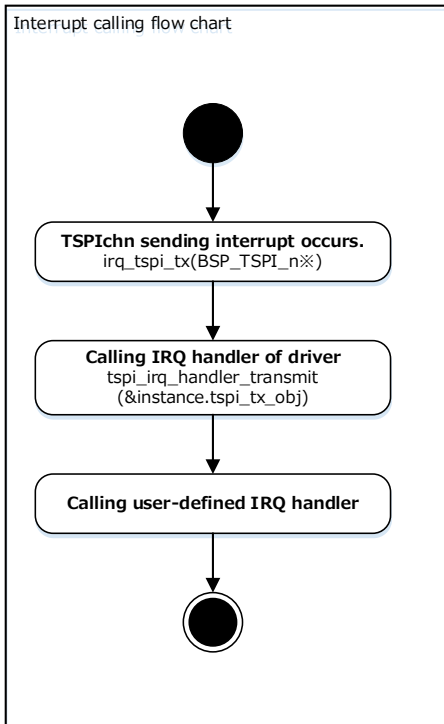 Interrupt calling flow chart
TSPIchn sending interrupt occurs.
irq_tspi_tx(BSP_TSPI_n※)
Calling IRQ handler of driver
tspi_irq_handler_transmit
(&instance.tspi_tx_obj)
Calling user-defined IRQ handler